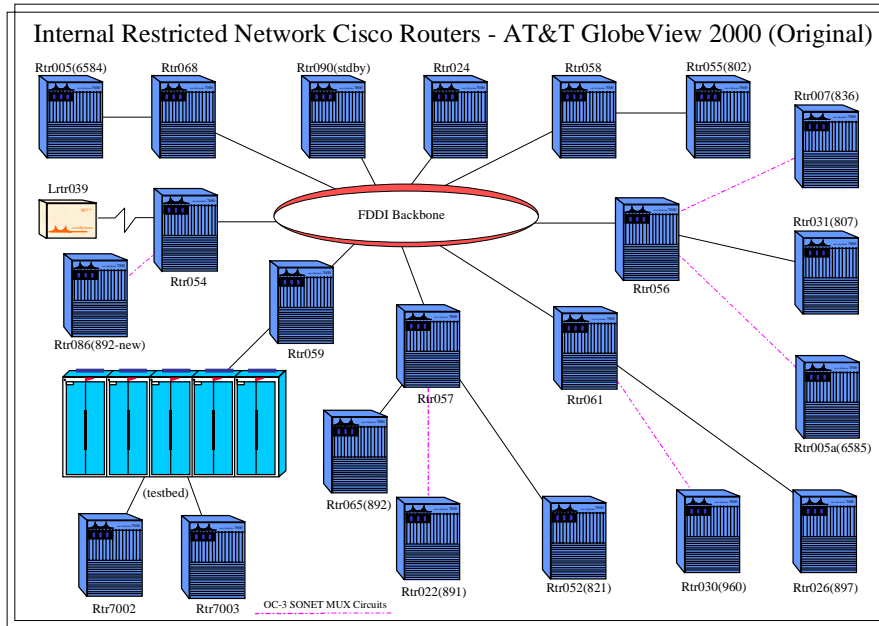 Internal Restricted Network Cisco Routers - AT&T GlobeView 2000 (Original)
Rtr005(6584)
Rtr068
Rtr090(stdby)
Rtr024
Rtr058
Rtr055(802)
Rtr007(836)
Lrtr039
FDDI Backbone
Rtr031(807)
Rtr054
Rtr056
Rtr086(892-new)
Rtr059
Rtr057
Rtr061
Rtr005a(6585)
(testbed)
Rtr065(892)
Rtr7002
Rtr7003
Rtr022(891)
Rtr052(821)
Rtr030(960)
Rtr026(897)
OC-3 SONET MUX Circuits